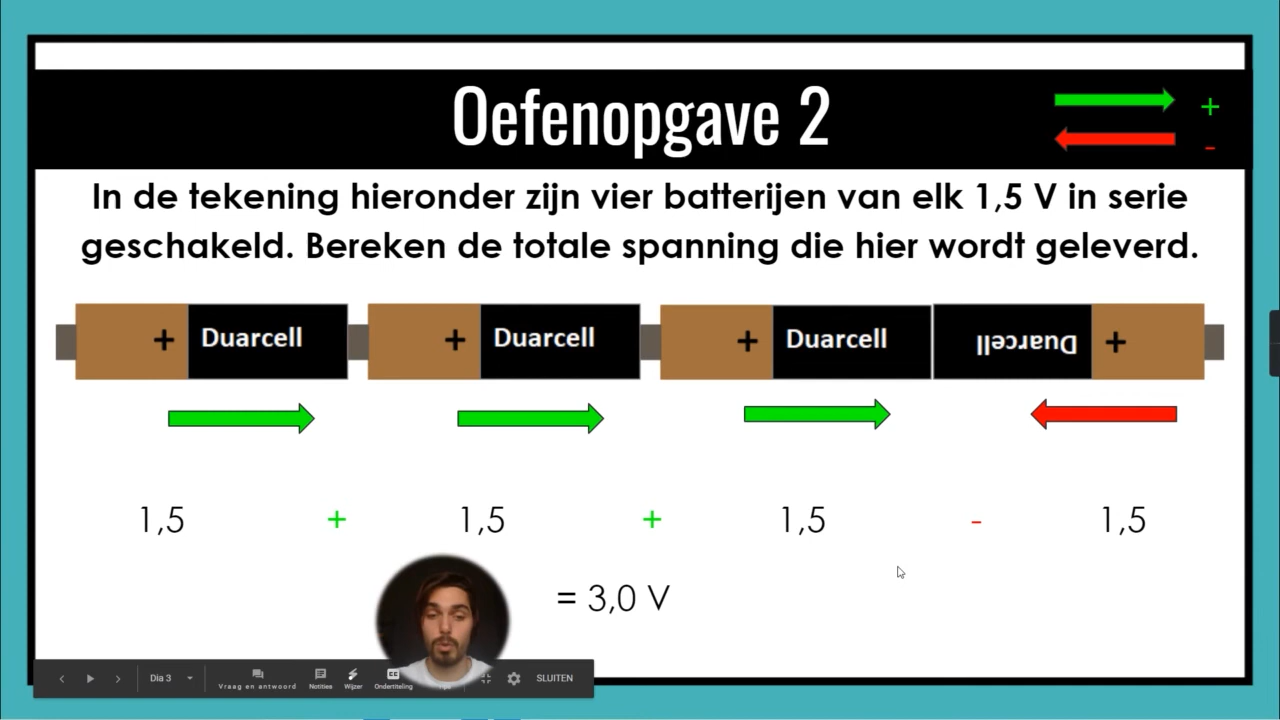 Oefenopgave 2
+
-
In de tekening hieronder zijn vier batterijen van elk 1,5 V in serie
geschakeld. Bereken de totale spanning die hier wordt geleverd.
+ Duarcell + Duarcell + Duarcell Duarcell +
1,5 + 1,5 + 1,5 - 1,5
= 3,0 V
Dia 3 Vraag en antwoord Notities Wijzer Ondertiteling SLUITEN